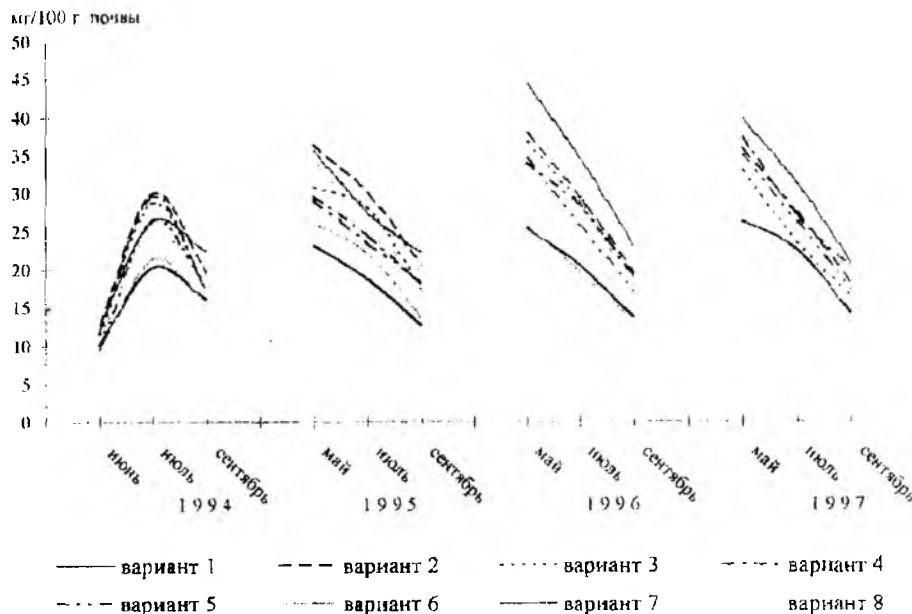 мг/100 г почвы
50
45
40
35
30
25
20
15
10
5
0
июнь июль сентябрь май июль сентябрь май июль сентябрь май июль сентябрь
1994 1995 1996 1997
вариант 1 вариант 2 вариант 3 вариант 4
вариант 5 вариант 6 вариант 7 вариант 8